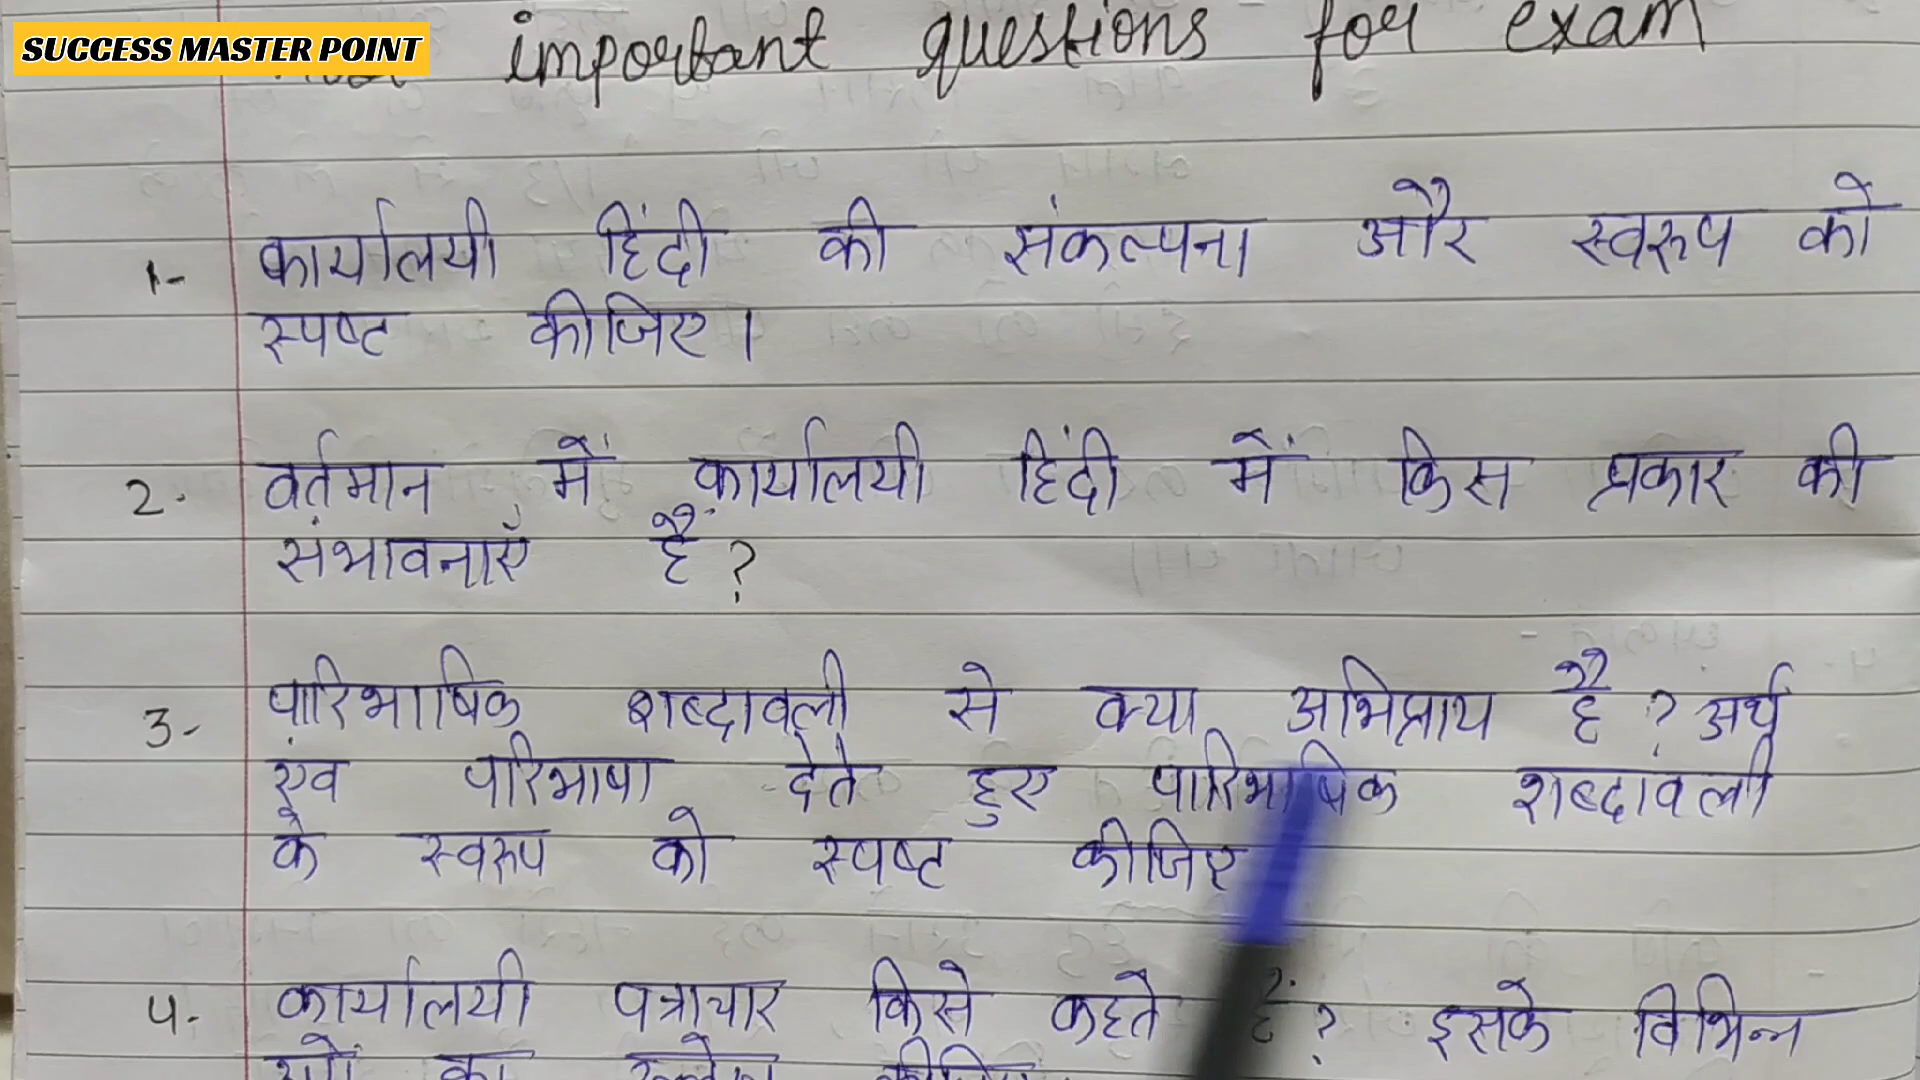 SUCCESS MASTER POINT
important questions for exam
1- कार्यालयी हिंदी की संकल्पना और स्वरुप को
स्पष्ट कीजिए।
2. वर्तमान में कार्यालयी हिंदी में किस प्रकार की
संभावनाएँ हैं?
3- पारिभाषिक शब्दावली से क्या अभिप्राय है? अर्थ
एंव परिभाषा देते हुए पारिभाषिक शब्दावली
के स्वरुप को स्पष्ट कीजिए
4- कार्यालयी पत्राचार किसे कहते हैं? इसके विभिन्न
का